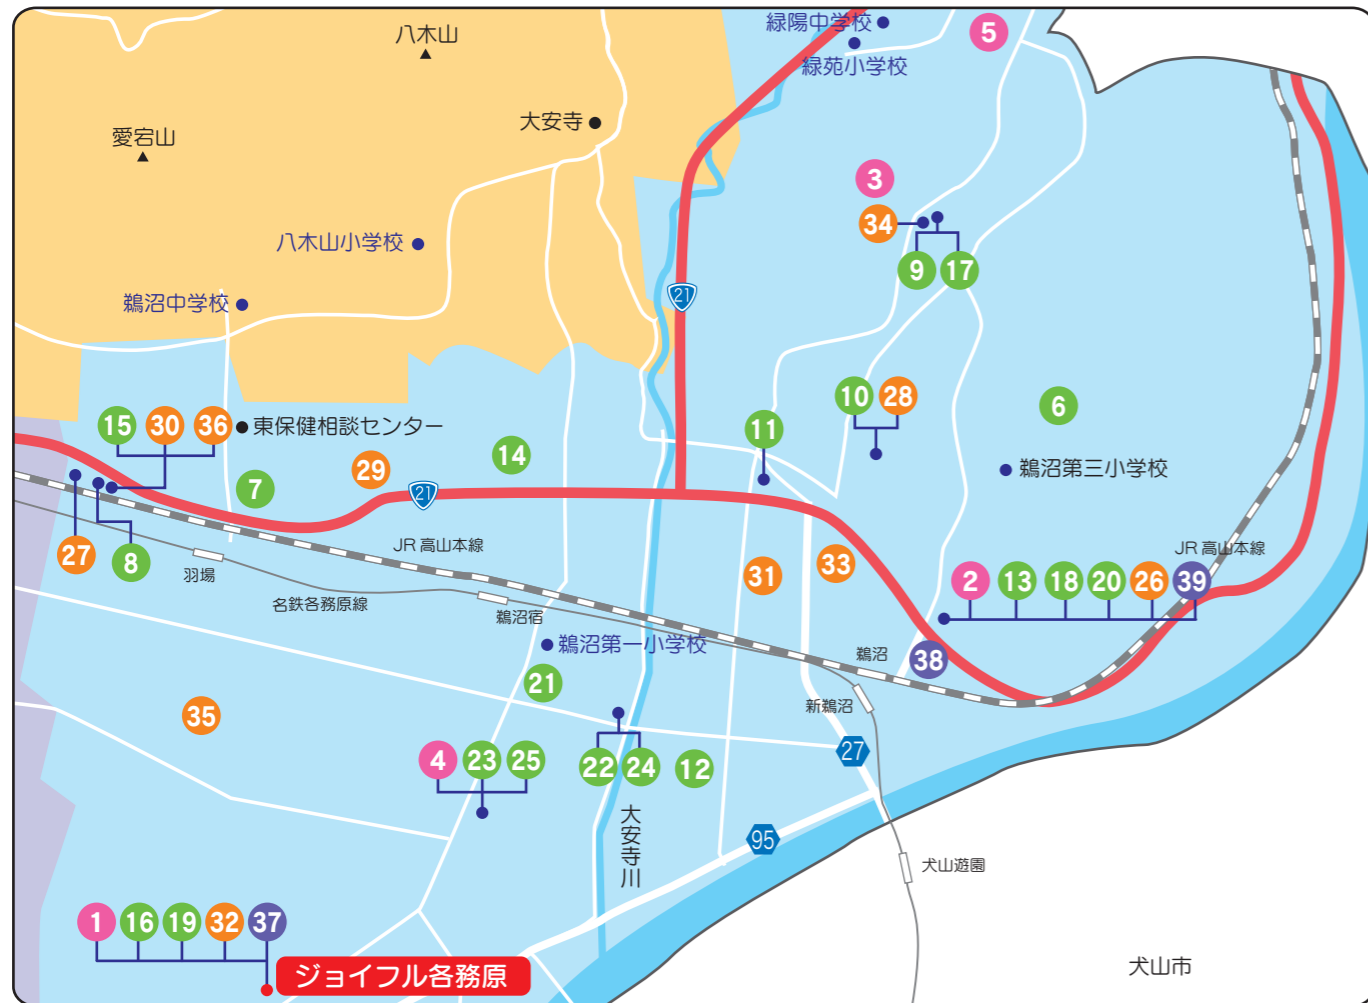 八木山
緑陽中学校
緑苑小学校
5
愛宕山
大安寺
3
34
9
17
八木山小学校
鵜沼中学校
21
15
30
36
東保健相談センター
29
14
11
10
28
6
鵜沼第三小学校
7
21
27
8
羽場
JR 高山本線
名鉄各務原線
鵜沼宿
31
33
JR 高山本線
2
13
18
20
26
39
鵜沼第一小学校
鵜沼
38
21
新鵜沼
35
4
23
25
22
24
12
27
大安寺川
95
犬山遊園
1
16
19
32
37
ジョイフル各務原
犬山市